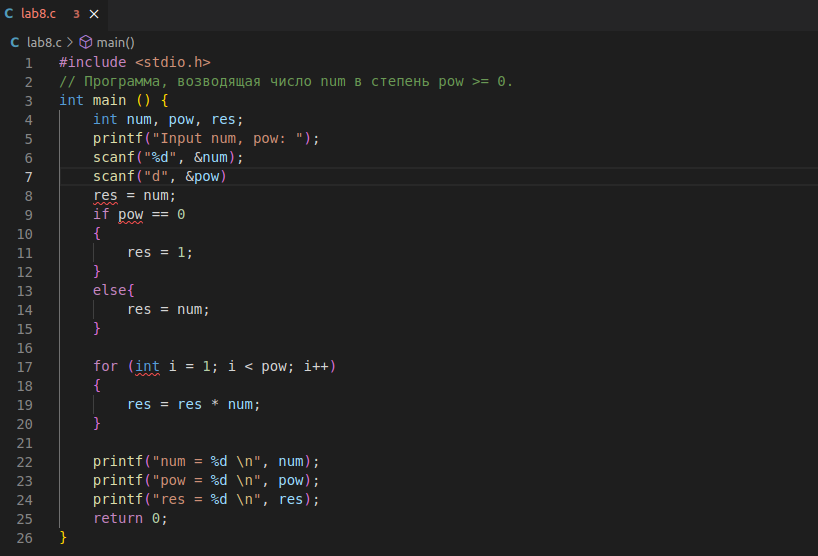 lab8.c 3
lab8.c > main()
1 #include <stdio.h>
2 // Программа, возводящая число num в степень pow >= 0.
3 int main () {
4     int num, pow, res;
5     printf("Input num, pow: ");
6     scanf("%d", &num);
7     scanf("d", &pow)
8     res = num;
9     if pow == 0
10     {
11         res = 1;
12     }
13     else{
14         res = num;
15     }
16
17     for (int i = 1; i < pow; i++)
18     {
19         res = res * num;
20     }
21
22     printf("num = %d \n", num);
23     printf("pow = %d \n", pow);
24     printf("res = %d \n", res);
25     return 0;
26 }